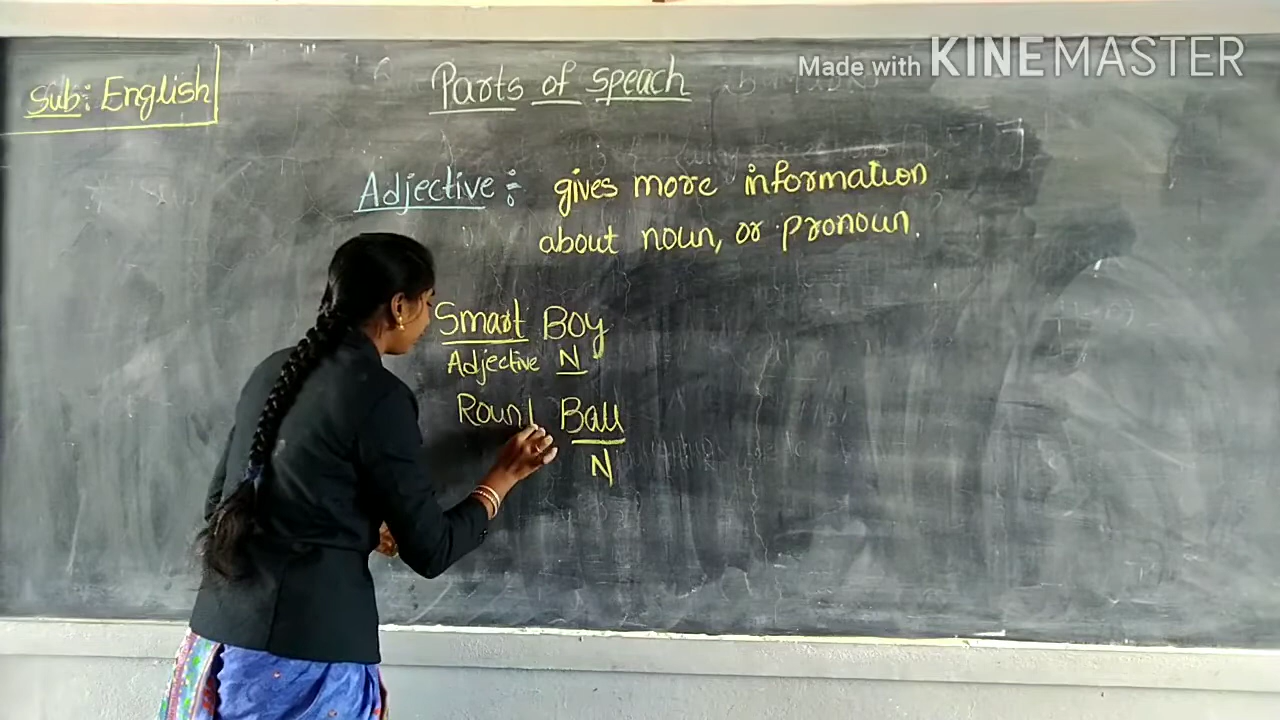 Made with KINEMASTER
Sub: English
Parts of speach
Adjective : gives more information
about noun, or pronoun.
Smart Boy
Adjective N
Round Ball
N